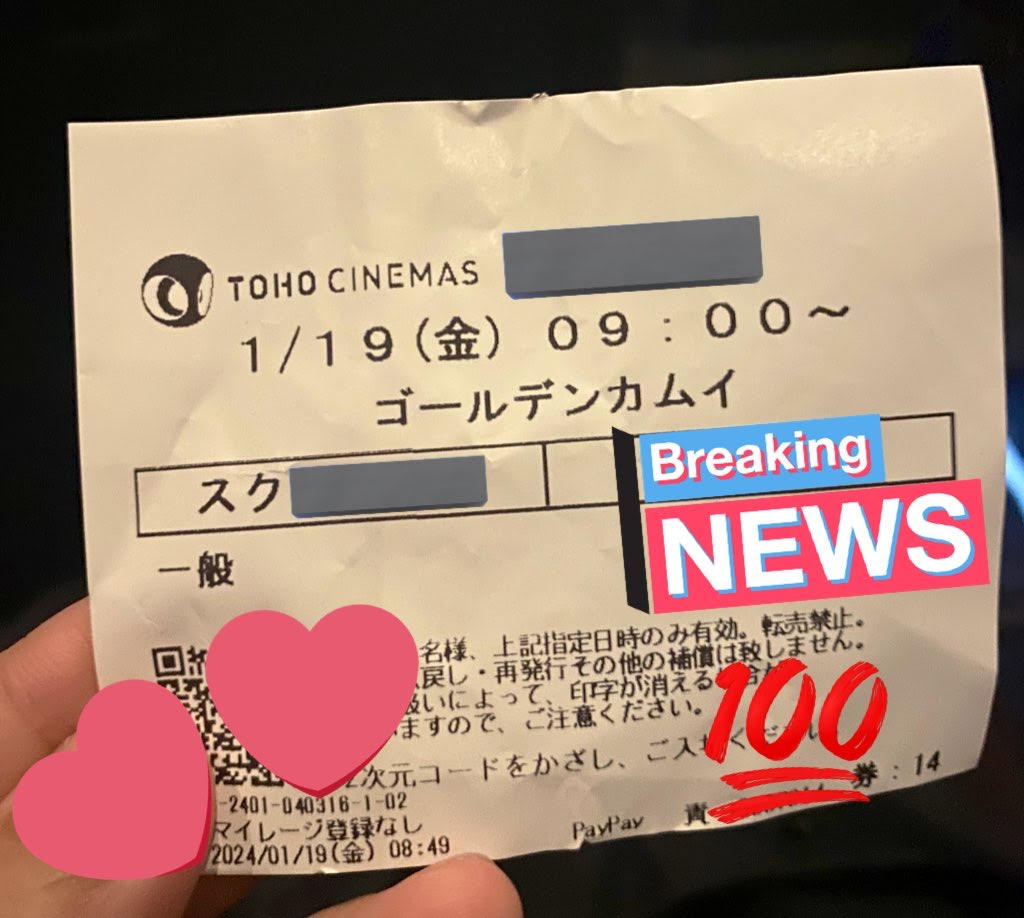 TOHO CINEMAS
1/19(金) 09:00~
ゴールデンカムイ
スク
Breaking
NEWS
一般
名様、上記指定日時のみ有効。転売禁止。
戻し・再発行その他の補償は致しません。
扱いによって、印字が消える
ますので、ご注意ください。
100
2次元コードをかざし、ご入
-2401-040316-1-02
マイレージ登録なし
PayPay
券:14
2024/01/19(金) 08:49